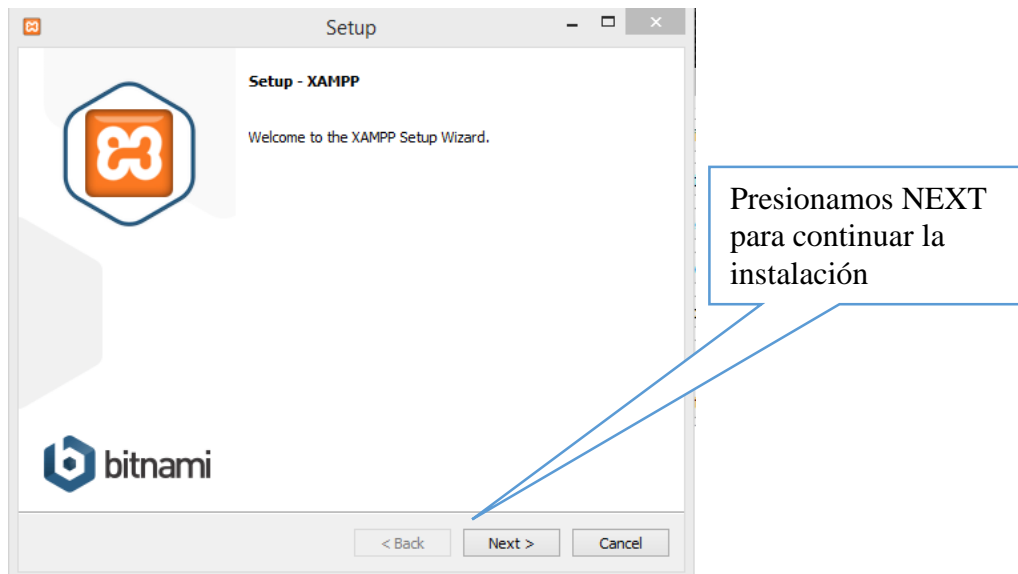 Setup
Setup - XAMPP
Welcome to the XAMPP Setup Wizard.
Presionamos NEXT
para continuar la
instalación
bitnami
< Back
Next >
Cancel